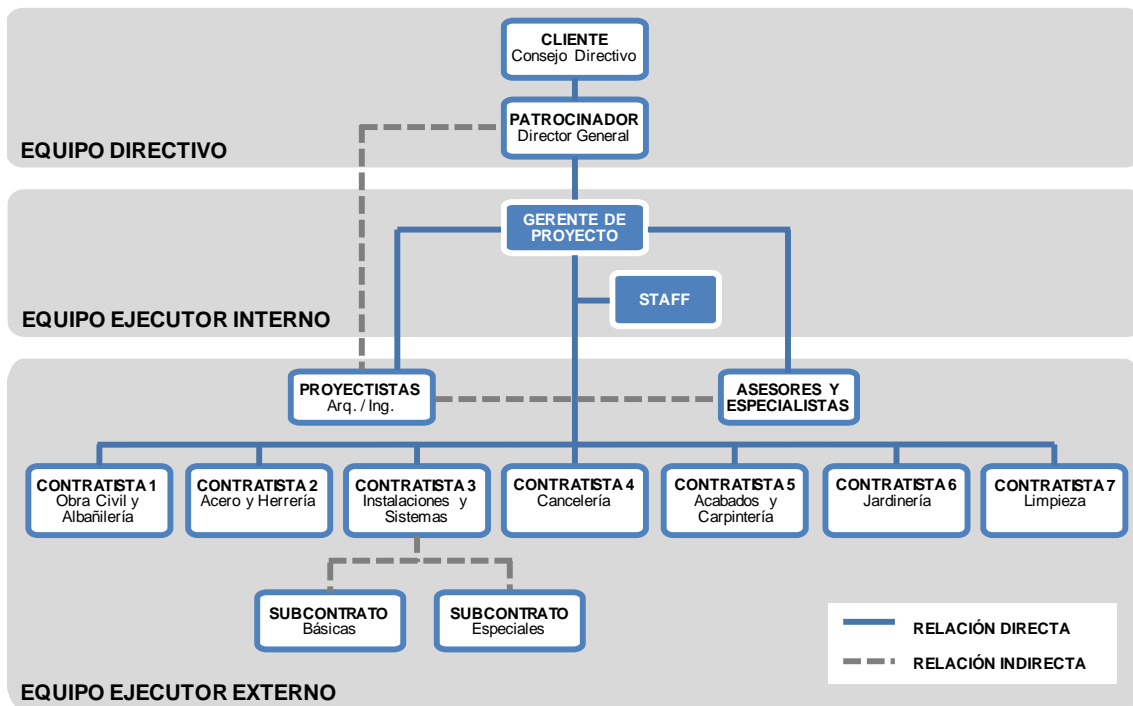 CLIENTE
Consejo Directivo
PATROCINADOR
Director General
EQUIPO DIRECTIVO
GERENTE DE
PROYECTO
STAFF
EQUIPO EJECUTOR INTERNO
PROYECTISTAS
Arq. / Ing.
ASESORES Y
ESPECIALISTAS
CONTRATISTA 1
Obra Civil y
Albañilería
CONTRATISTA 2
Acero y Herrería
CONTRATISTA 3
Instalaciones y
Sistemas
CONTRATISTA 4
Cancelería
CONTRATISTA 5
Acabados y
Carpintería
CONTRATISTA 6
Jardinería
CONTRATISTA 7
Limpieza
SUBCONTRATO
Básicas
SUBCONTRATO
Especiales
RELACIÓN DIRECTA
RELACIÓN INDIRECTA
EQUIPO EJECUTOR EXTERNO